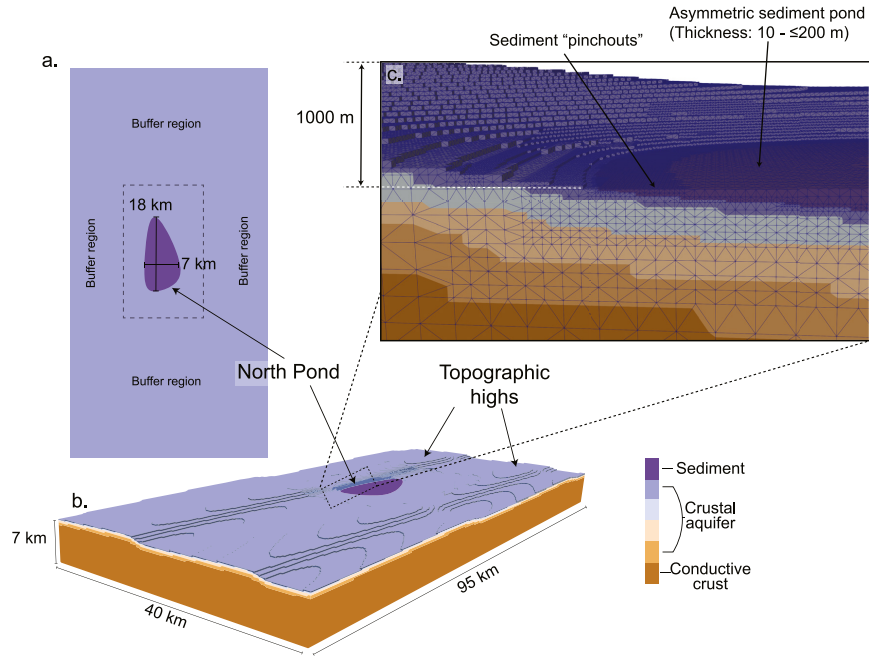 a.
Buffer region
18 km
7 km
Buffer region
Buffer region
Buffer region
North Pond
Sediment “pinchouts”
Asymmetric sediment pond
(Thickness: 10 - ≤200 m)
c.
1000 m
Topographic
highs
b.
7 km
40 km
95 km
Sediment
Crustal
aquifer
Conductive
crust